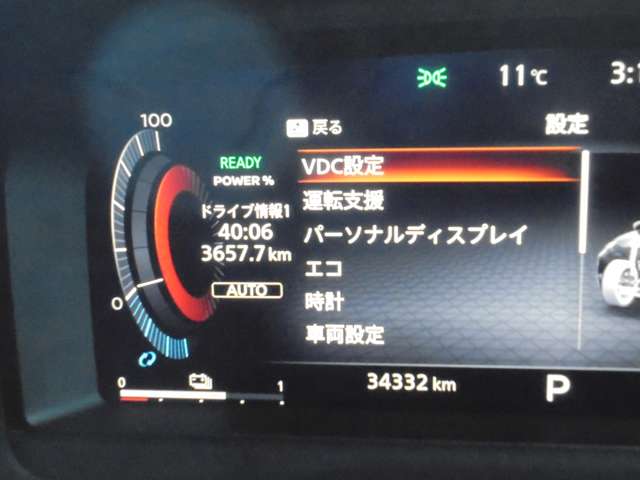 11℃ 3:1
100
戻る 設定
READY
POWER %
VDC設定
運転支援
ドライブ情報1
40:06
パーソナルディスプレイ
3657.7 km
エコ
AUTO
時計
0
車両設定
0 1
34332 km P